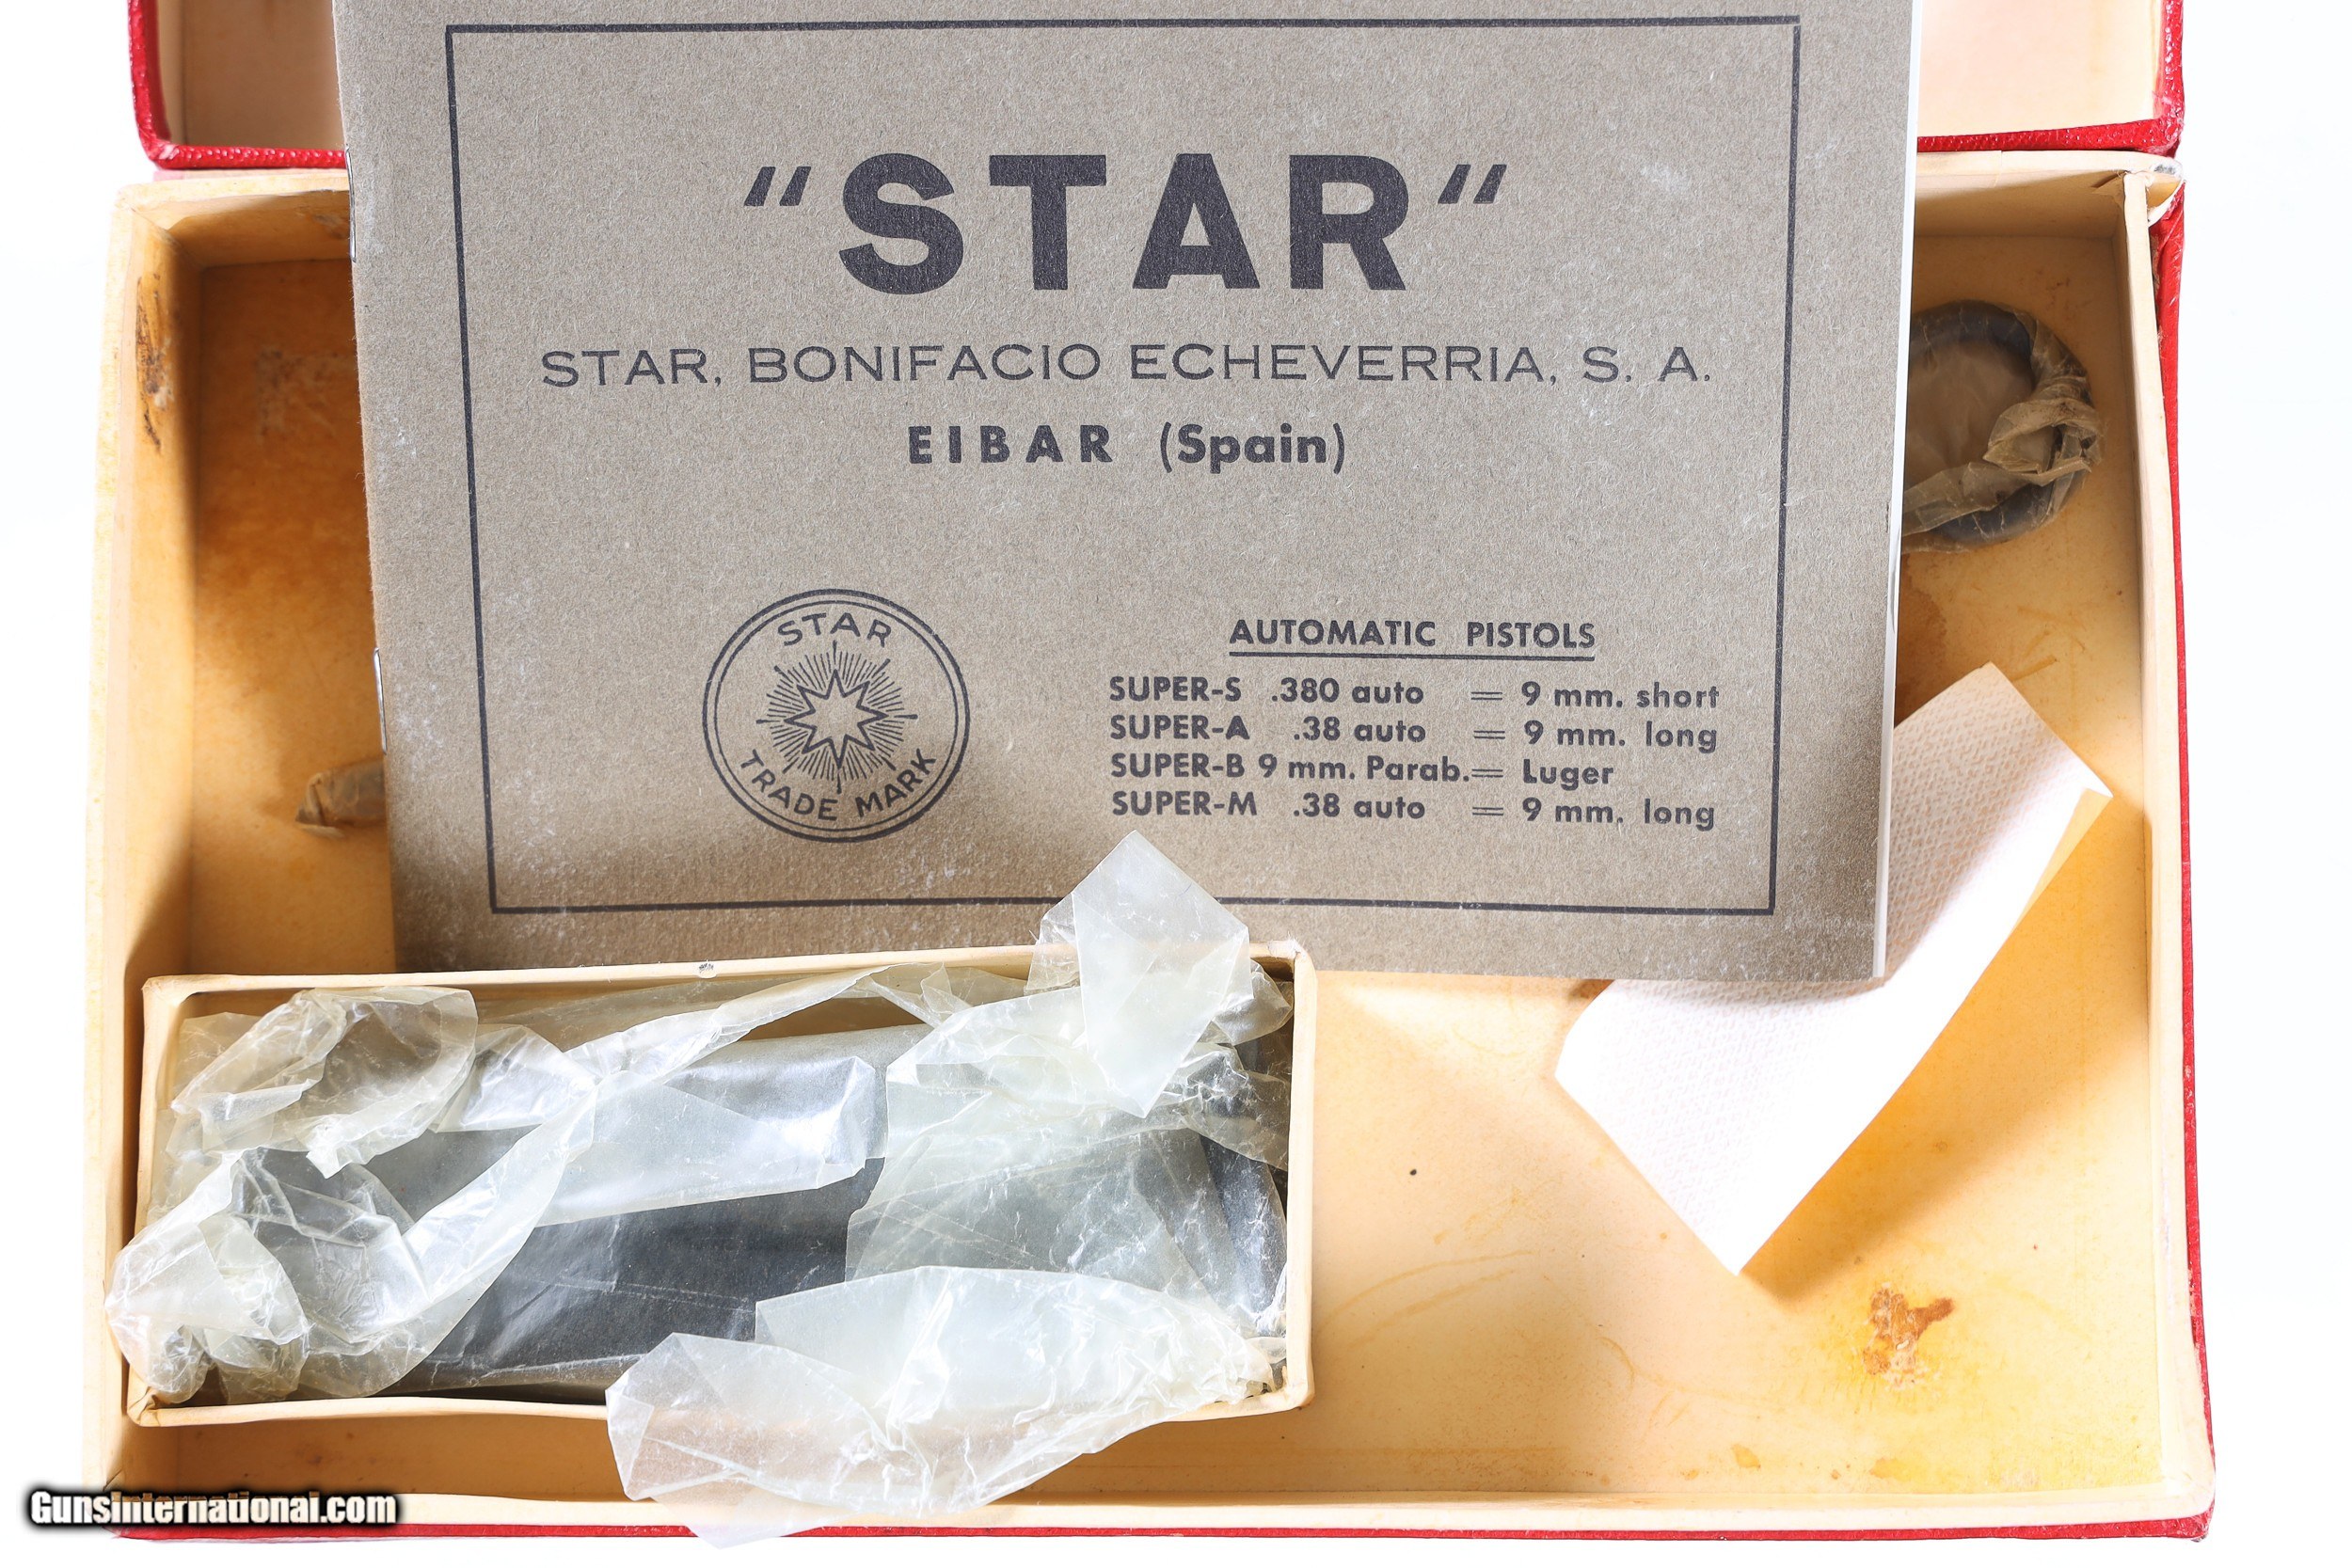 "STAR"
STAR, BONIFACIO ECHEVERRIA, S. A.
EIBAR (Spain)
STAR
TRADE MARK
AUTOMATIC PISTOLS
SUPER-S .380 auto = 9 mm. short
SUPER-A .38 auto = 9 mm. long
SUPER-B 9 mm. Parab. = Luger
SUPER-M .38 auto = 9 mm. long
GunsInternational.com